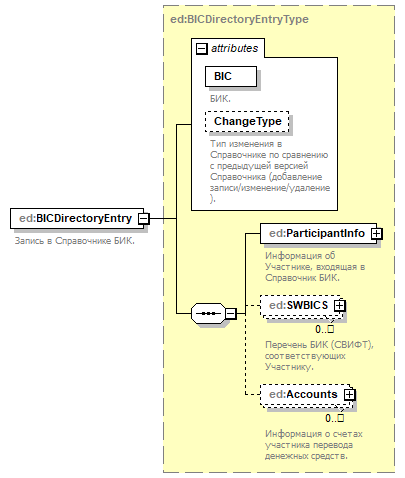 ed:BICDirectoryEntryType
attributes
BIC
БИК.
ChangeType
Тип изменения в
Справочнике по сравнению
с предыдущей версией
Справочника (добавление
записи/изменение/удаление
).
ed:BICDirectoryEntry
Запись в Справочнике БИК.
ed:ParticipantInfo
Информация об
Участнике, входящая в
Справочник БИК.
ed:SWBICS
0..□
Перечень БИК (СВИФТ),
соответствующих
Участнику.
ed:Accounts
0..□
Информация о счетах
участника перевода
денежных средств.